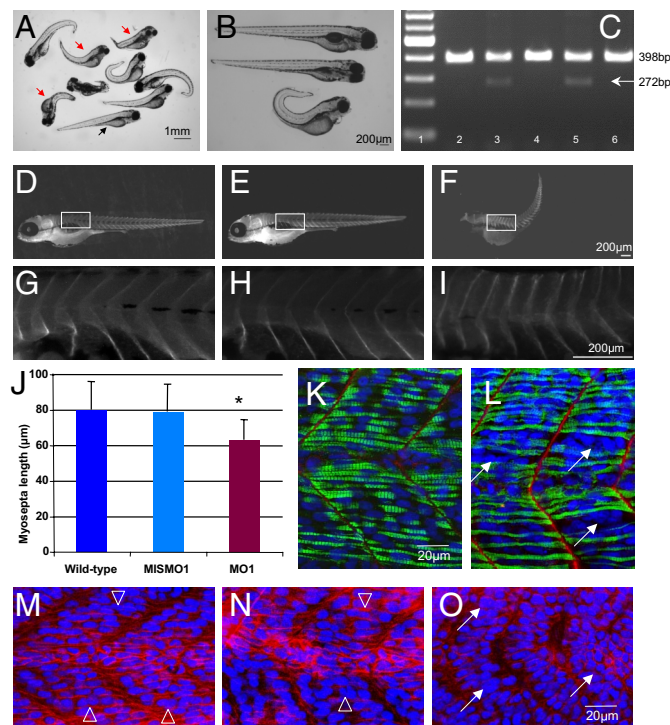 A
1mm
B
200µm
C
398bp
272bp
1 2 3 4 5 6
D
E
F
200µm
G
H
I
200µm
J
Myosepta length (µm)
100
80
60
40
20
0
*
Wild-type MISMO1 MO1
K
20µm
L
20µm
M
N
O
20µm